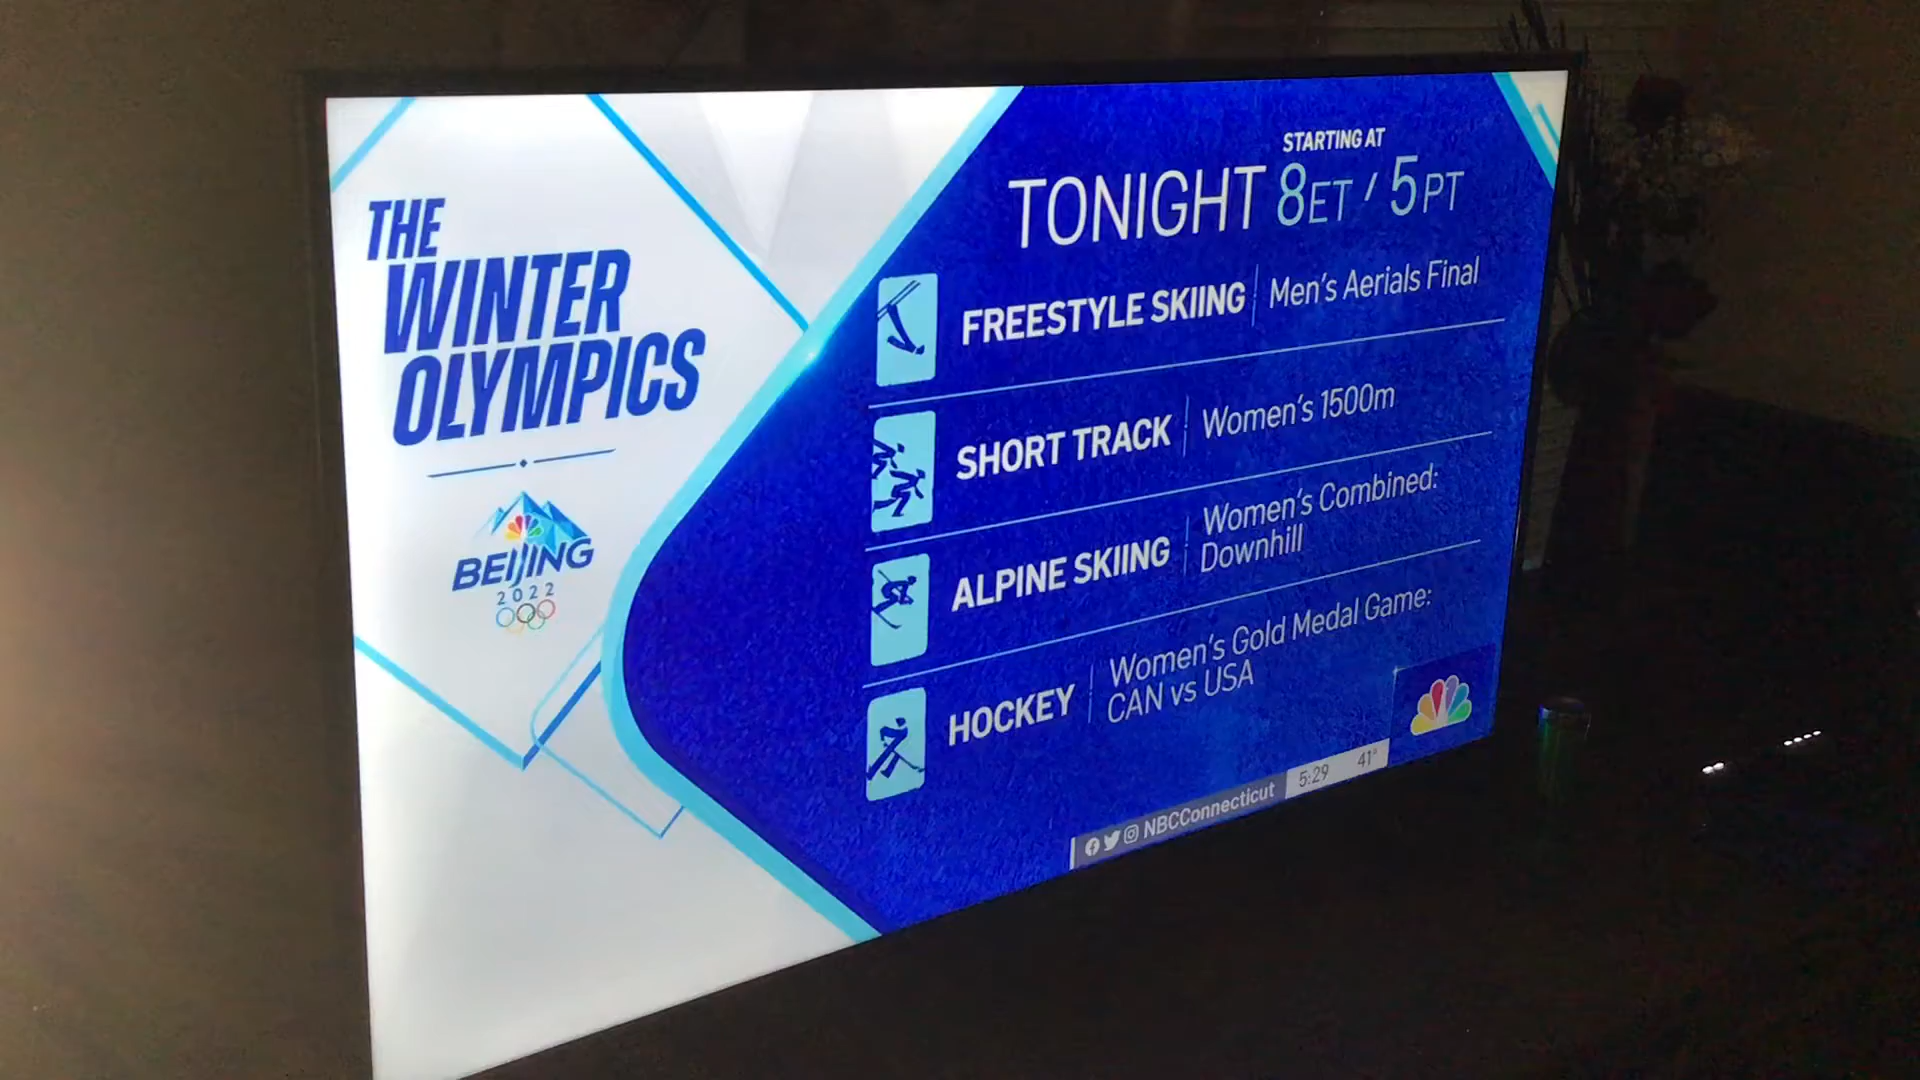 THE
WINTER
OLYMPICS
BEIJING
2022
STARTING AT
TONIGHT 8ET / 5PT
FREESTYLE SKIING Men's Aerials Final
SHORT TRACK Women's 1500m
ALPINE SKIING Women's Combined:
Downhill
HOCKEY Women's Gold Medal Game:
CAN vs USA
NBCConnecticut 5:29 41°